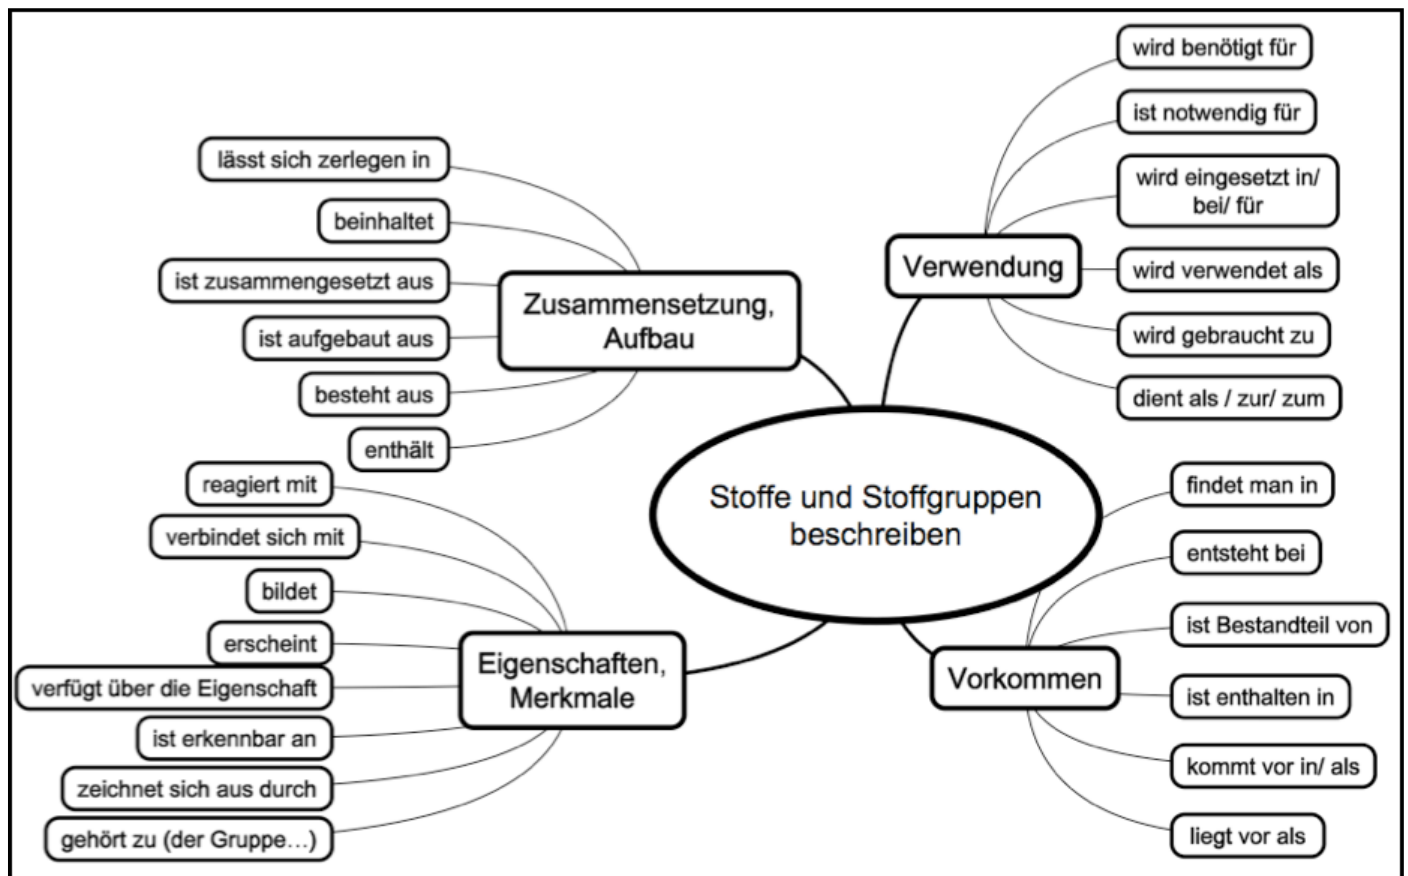 Stoffe und Stoffgruppen
beschreiben
Zusammensetzung,
Aufbau
lässt sich zerlegen in
beinhaltet
ist zusammengesetzt aus
ist aufgebaut aus
besteht aus
enthält
Verwendung
wird benötigt für
ist notwendig für
wird eingesetzt in/
bei/ für
wird verwendet als
wird gebraucht zu
dient als / zur/ zum
Eigenschaften,
Merkmale
reagiert mit
verbindet sich mit
bildet
erscheint
verfügt über die Eigenschaft
ist erkennbar an
zeichnet sich aus durch
gehört zu (der Gruppe...)
Vorkommen
findet man in
entsteht bei
ist Bestandteil von
ist enthalten in
kommt vor in/ als
liegt vor als